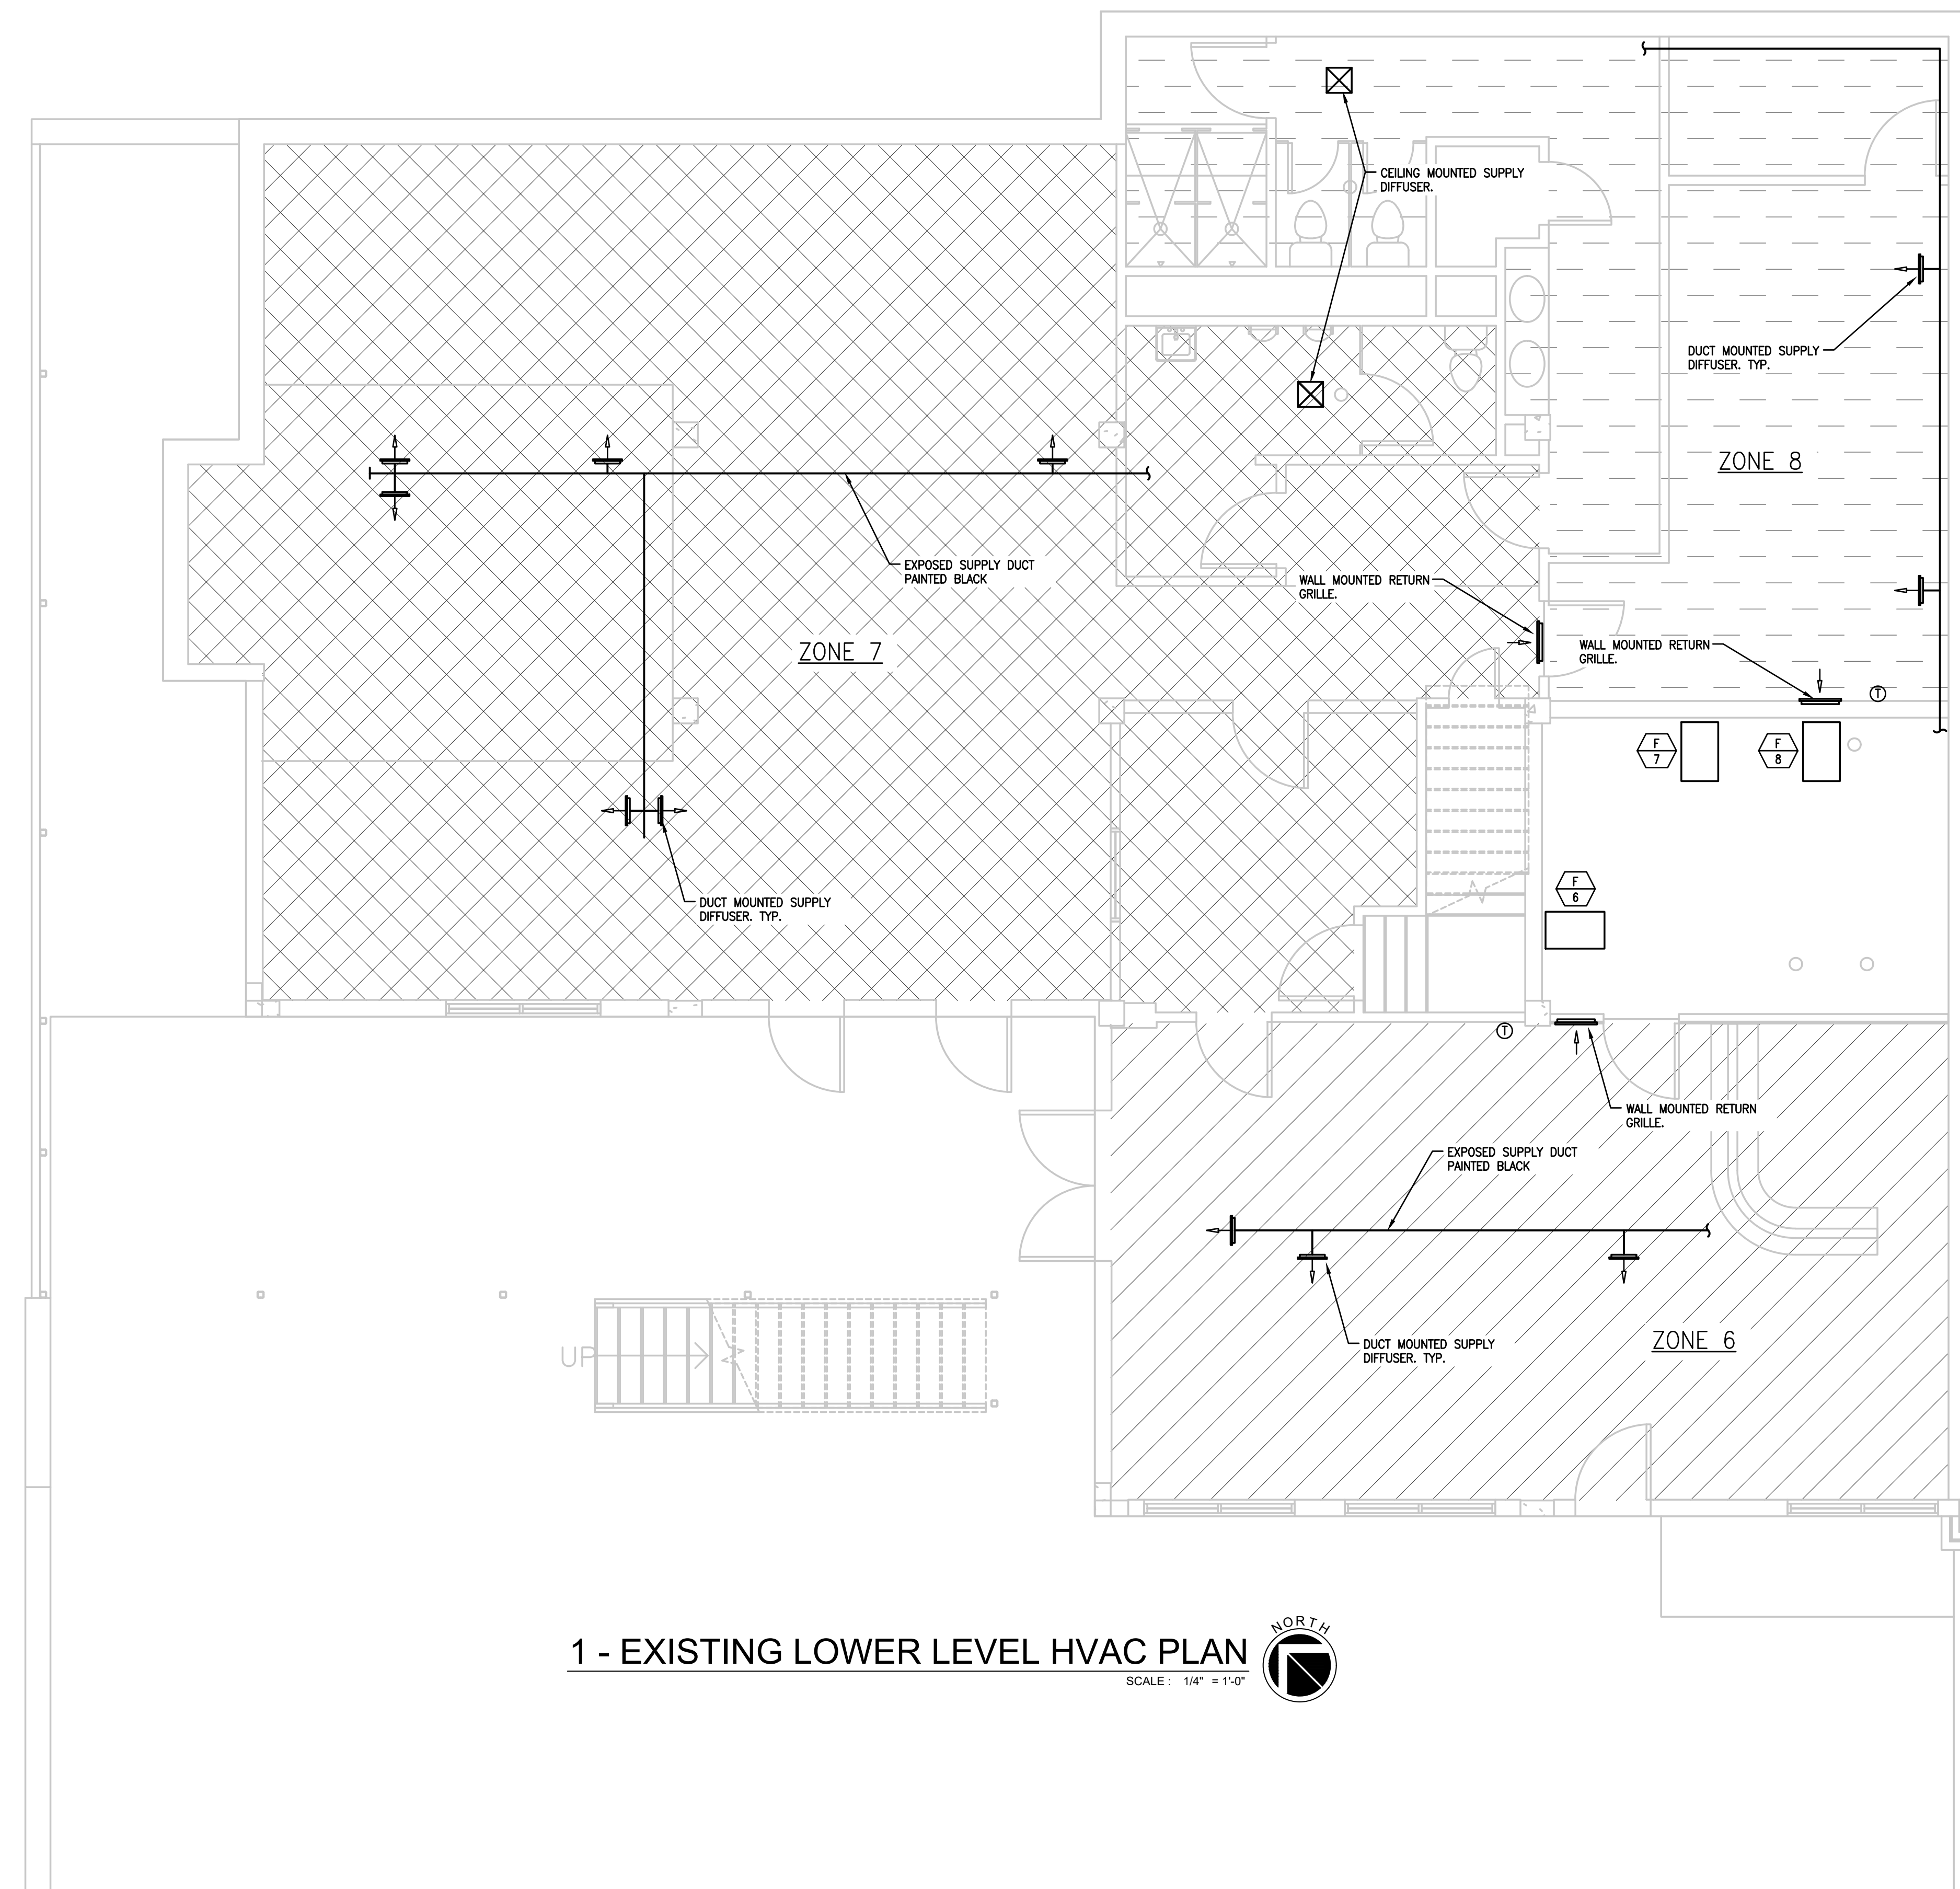 CEILING MOUNTED SUPPLY
DIFFUSER.
DUCT MOUNTED SUPPLY
DIFFUSER. TYP.
ZONE 8
EXPOSED SUPPLY DUCT
PAINTED BLACK
WALL MOUNTED RETURN
GRILLE.
ZONE 7
WALL MOUNTED RETURN
GRILLE.
T
F
7
F
8
F
6
DUCT MOUNTED SUPPLY
DIFFUSER. TYP.
T
WALL MOUNTED RETURN
GRILLE.
EXPOSED SUPPLY DUCT
PAINTED BLACK
DUCT MOUNTED SUPPLY
DIFFUSER. TYP.
ZONE 6
UP
1 - EXISTING LOWER LEVEL HVAC PLAN
SCALE : 1/4" = 1'-0"
NORTH